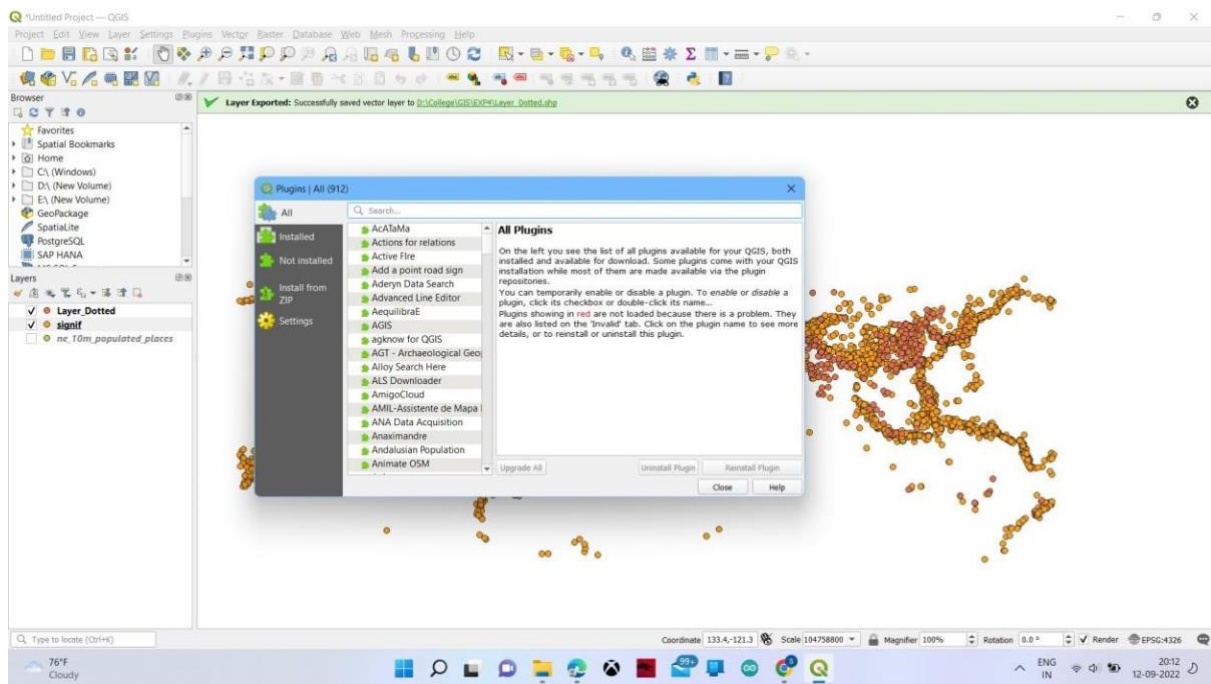 *Untitled Project — QGIS
Project Edit View Layer Settings Plugins Vector Raster Database Web Mesh Processing Help
Browser
Layer Exported: Successfully saved vector layer to D:\College\GIS\EXP4\Layer_Dotted.shp
Favorites
Spatial Bookmarks
Home
C:\ (Windows)
D:\ (New Volume)
E:\ (New Volume)
GeoPackage
SpatiaLite
PostgreSQL
SAP HANA
Layers
Layer_Dotted
signif
ne_10m_populated_places
Plugins | All (912)
All
Installed
Not installed
Install from
ZIP
Settings
Search...
AcATaMa
Actions for relations
Active FIre
Add a point road sign
Aderyn Data Search
Advanced Line Editor
AequilibraE
AGIS
agknow for QGIS
AGT - Archaeological Geo
Alloy Search Here
ALS Downloader
AmigoCloud
AMIL-Assistente de Mapa
ANA Data Acquisition
Anaximandre
Andalusian Population
Animate OSM
All Plugins
On the left you see the list of all plugins available for your QGIS, both
installed and available for download. Some plugins come with your QGIS
installation while most of them are made available via the plugin
repositories.
You can temporarily enable or disable a plugin. To enable or disable a
plugin, click its checkbox or double-click its name...
Plugins showing in red are not loaded because there is a problem. They
are also listed on the 'Invalid' tab. Click on the plugin name to see more
details, or to reinstall or uninstall this plugin.
Upgrade All
Uninstall Plugin
Reinstall Plugin
Close
Help
Type to locate (Ctrl+K)
Coordinate 133.4,-121.3 Scale 104758800 Magnifier 100% Rotation 0.0 ° Render EPSG:4326
76°F
Cloudy
99+
ENG
IN
20:12
12-09-2022